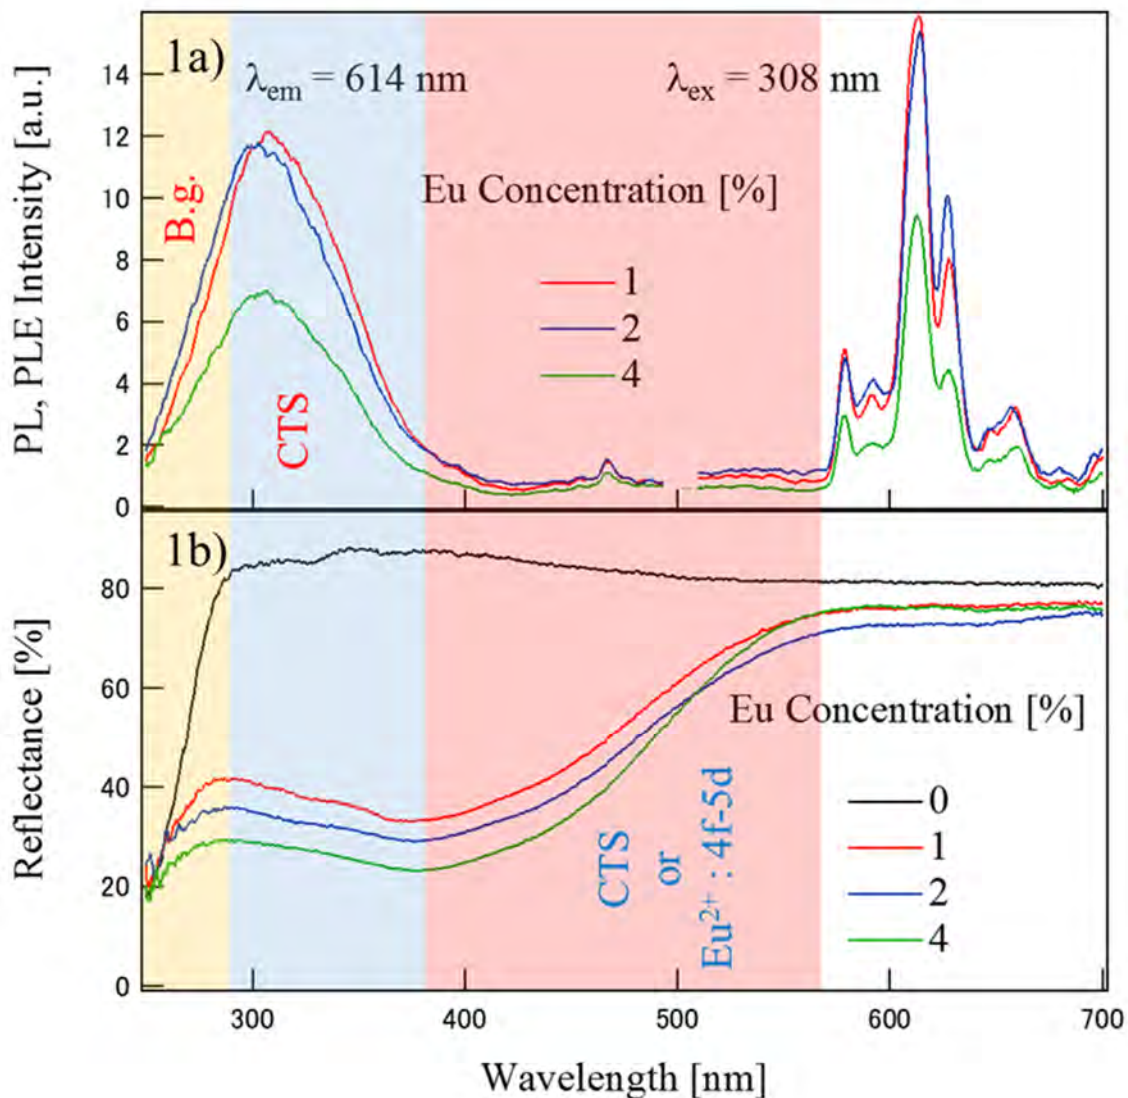 1a)
λem = 614 nm
λex = 308 nm
PL, PLE Intensity [a.u.]
14
12
10
8
6
4
2
0
B.g.
CTS
Eu Concentration [%]
1
2
4
1b)
Reflectance [%]
80
60
40
20
0
CTS
or
Eu²⁺ : 4f-5d
Eu Concentration [%]
0
1
2
4
300
400
500
600
700
Wavelength [nm]